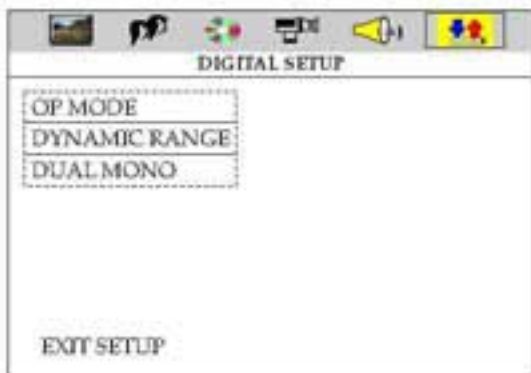 DIGITAL SETUP
OP MODE
DYNAMIC RANGE
DUAL MONO
EXIT SETUP